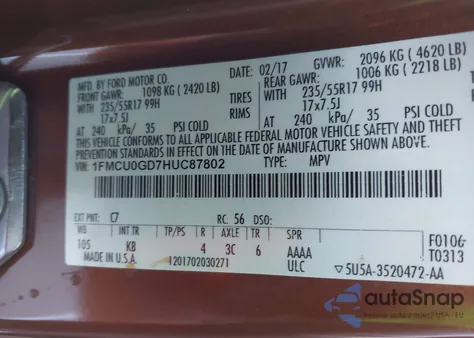 MFD. BY FORD MOTOR CO. DATE: 02/17 GVWR: 2096 KG ( 4620 LB)
FRONT GAWR: 1098 KG ( 2420 LB) REAR GAWR: 1006 KG ( 2218 LB)
WITH 235/55R17 99H TIRES WITH 235/55R17 99H
17x7.5J RIMS 17x7.5J
AT 240 kPa/ 35 PSI COLD AT 240 kPa/ 35 PSI COLD
THIS VEHICLE CONFORMS TO ALL APPLICABLE FEDERAL MOTOR VEHICLE SAFETY AND THEFT
PREVENTION STANDARDS IN EFFECT ON THE DATE OF MANUFACTURE SHOWN ABOVE.
VIN: 1FMCU0GD7HUC87802 TYPE: MPV
EXT PNT: C7 RC: 56 DSO:
WB INT TR TP/PS R AXLE TR SPR F0106
105 KB 4 3C 6 AAAA T0313
MADE IN U.S.A. 1201702030271 ULC ▽5U5A-3520472-AA
autoSnap